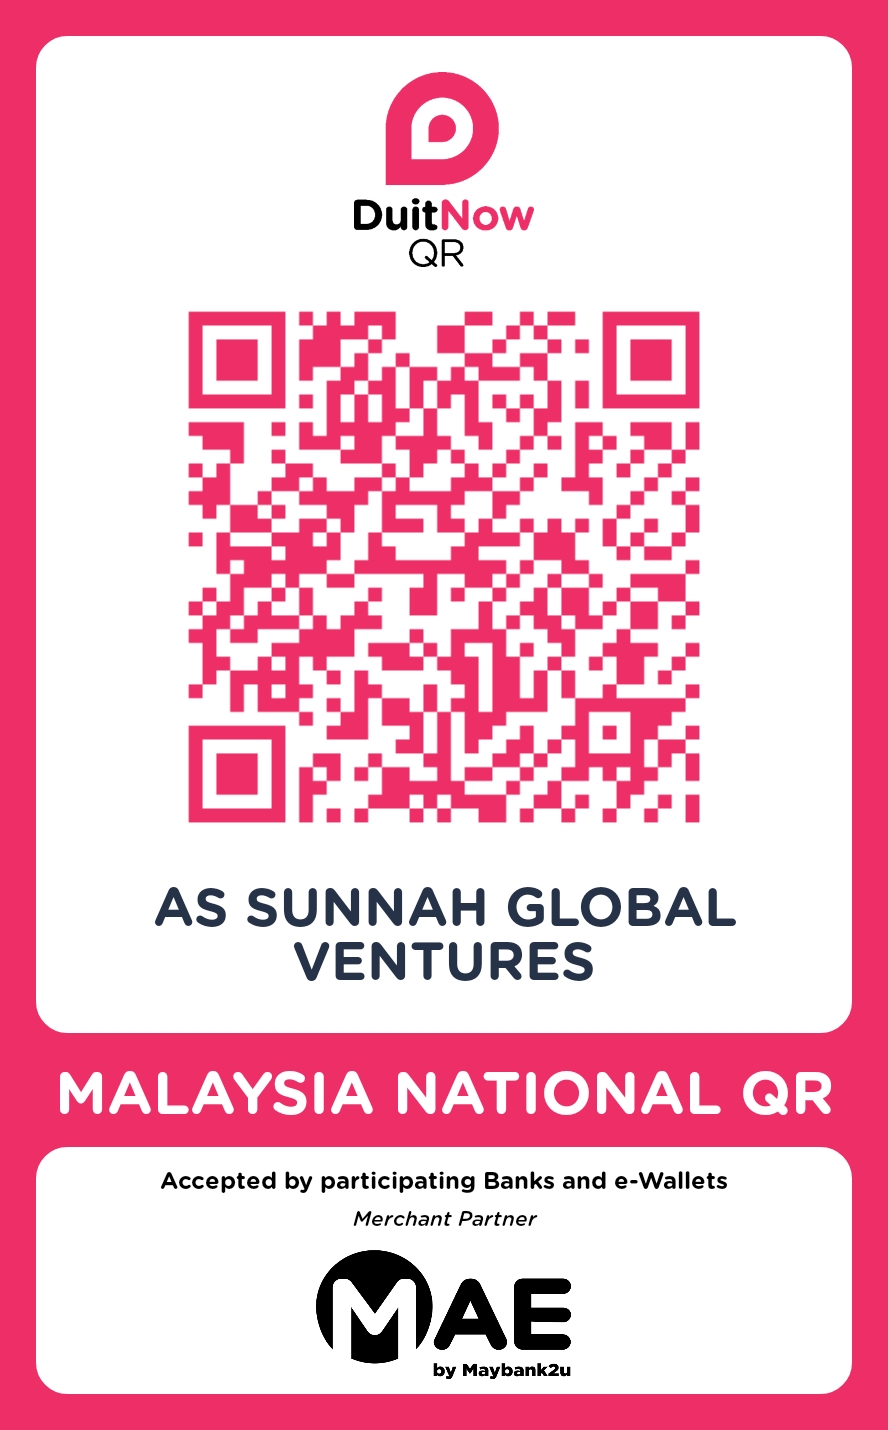 DuitNow
QR
AS SUNNAH GLOBAL
VENTURES
MALAYSIA NATIONAL QR
Accepted by participating Banks and e-Wallets
Merchant Partner
MAE
by Maybank2u